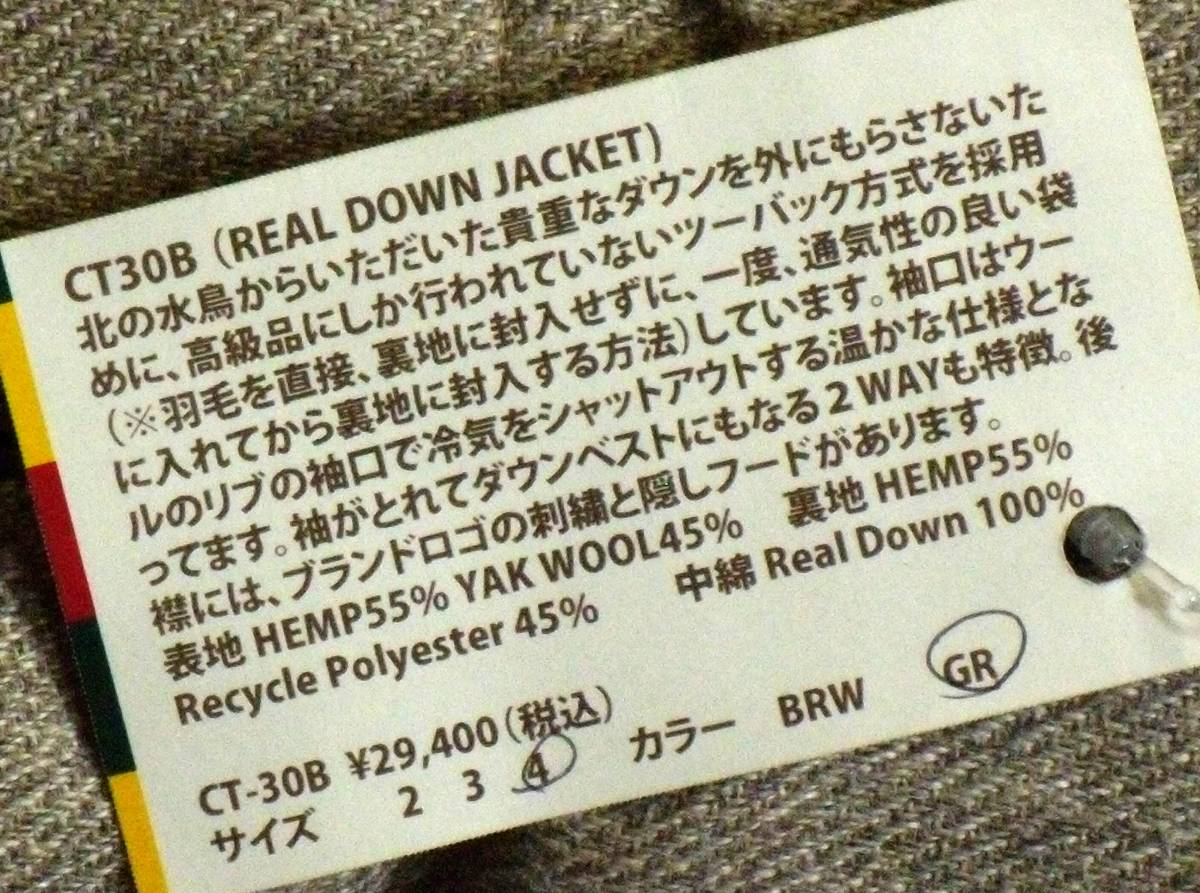 CT30B（REAL DOWN JACKET）
北の水鳥からいただいた貴重なダウンを外にもらさないた
めに、高級品にしか行われていないツーバック方式を採用
（※羽毛を直接、裏地に封入せずに、一度、通気性の良い袋
に入れてから裏地に封入する方法）しています。袖口はウー
ルのリブの袖口で冷気をシャットアウトする温かな仕様とな
ってます。袖がとれてダウンベストにもなる2WAYも特徴。後
襟には、ブランドロゴの刺繍と隠しフードがあります。
表地 HEMP55% YAK WOOL45%　裏地 HEMP55%
Recycle Polyester 45%　中綿 Real Down 100%
CT-30B ¥29,400（税込）
サイズ　2　3　4　カラー　BRW　GR